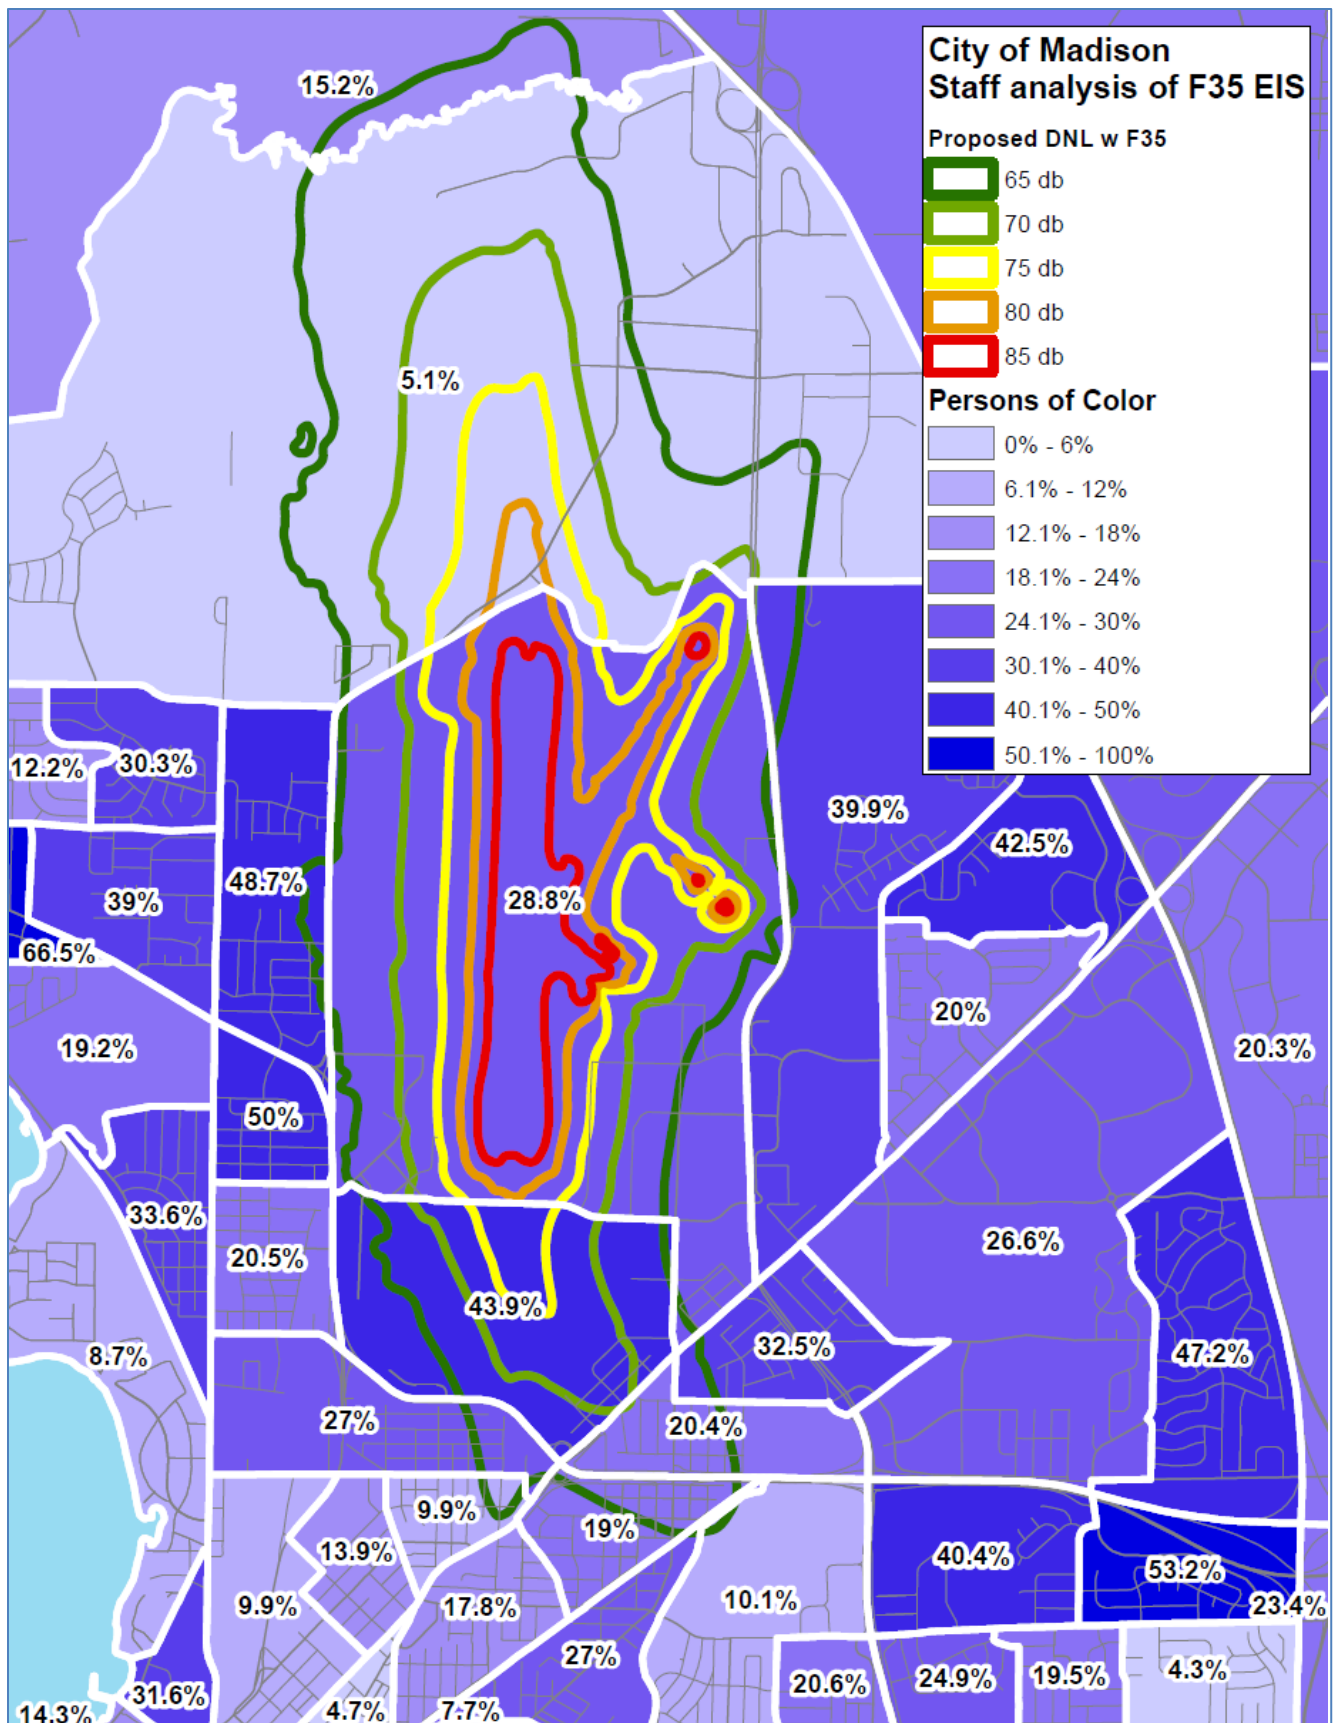 City of Madison
Staff analysis of F35 EIS
Proposed DNL w F35
65 db
70 db
75 db
80 db
85 db
Persons of Color
0% - 6%
6.1% - 12%
12.1% - 18%
18.1% - 24%
24.1% - 30%
30.1% - 40%
40.1% - 50%
50.1% - 100%
15.2%
5.1%
12.2%
30.3%
39.9%
42.5%
48.7%
39%
28.8%
66.5%
20%
19.2%
20.3%
50%
33.6%
20.5%
26.6%
43.9%
8.7%
32.5%
47.2%
27%
20.4%
9.9%
19%
13.9%
40.4%
53.2%
9.9%
17.8%
10.1%
23.4%
27%
31.6%
20.6%
24.9%
19.5%
4.3%
14.3%
4.7%
7.7%